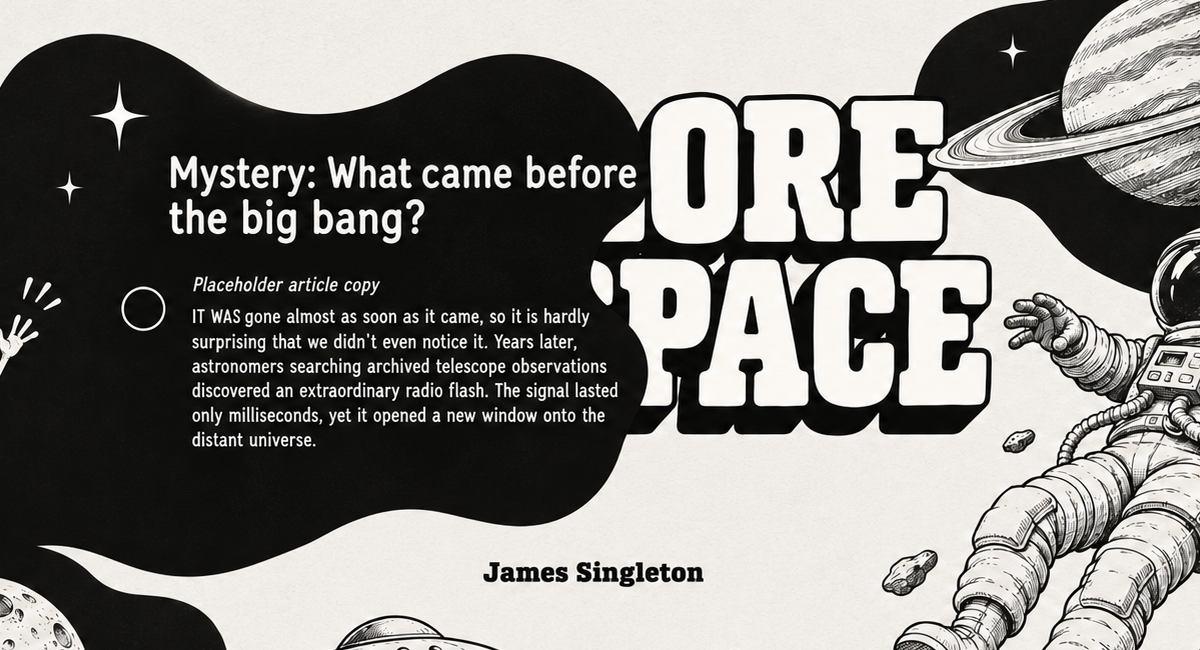 Mystery: What came before
the big bang?
Placeholder article copy
IT WAS gone almost as soon as it came, so it is hardly
surprising that we didn't even notice it. Years later,
astronomers searching archived telescope observations
discovered an extraordinary radio flash. The signal lasted
only milliseconds, yet it opened a new window onto the
distant universe.
ORE
PACE
James Singleton